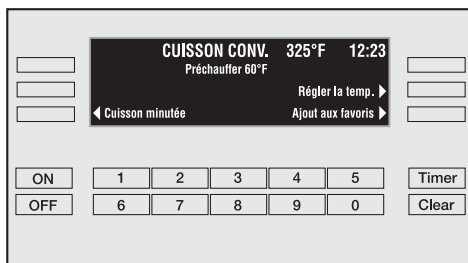 CUISSON CONV. 325°F 12:23
Préchauffer 60°F
Régler la temp.
Cuisson minutée Ajout aux favoris
ON 1 2 3 4 5 Timer
OFF 6 7 8 9 0 Clear